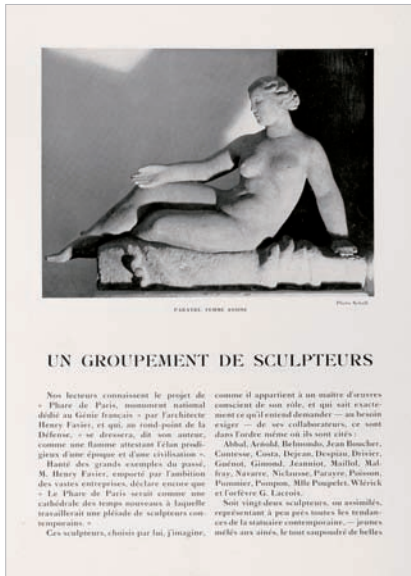 PARAYRE. FEMME ASSISE
UN GROUPEMENT DE SCULPTEURS
Nos lecteurs connaissent le projet de
« Phare de Paris, monument national
dédié au Génie français » par l'architecte
Henry Favier, et qui, au rond-point de la
Défense, « se dressera, dit son auteur,
comme une flamme attestant l'élan prodi-
gieux d'une époque et d'une civilisation ».
Hanté des grands exemples du passé,
M. Henry Favier, emporté par l'ambition
des vastes entreprises, déclare encore que
« Le Phare de Paris serait comme une
cathédrale des temps nouveaux à laquelle
travaillerait une pléiade de sculpteurs con-
temporains. »
Ces sculpteurs, choisis par lui, j'imagine,
comme il appartient à un maître d'œuvres
conscient de son rôle, et qui sait exacte-
ment ce qu'il entend demander — au besoin
exiger — de ses collaborateurs, ce sont
dans l'ordre même où ils sont cités :
Abbal, Arnold, Belmondo, Jean Boucher,
Contesse, Costa, Dejean, Despiau, Drivier,
Guénot, Gimond, Jeanniot, Maillol, Mal-
fray, Navarre, Niclausse, Parayre, Poisson,
Pommier, Pompon, Mlle Poupelet, Wlérick
et l'orfèvre G. Lacroix.
Soit vingt-deux sculpteurs, ou assimilés,
représentant à peu près toutes les tendan-
ces de la statuaire contemporaine, — jeunes
mêlés aux aînés, le tout saupoudré de belles